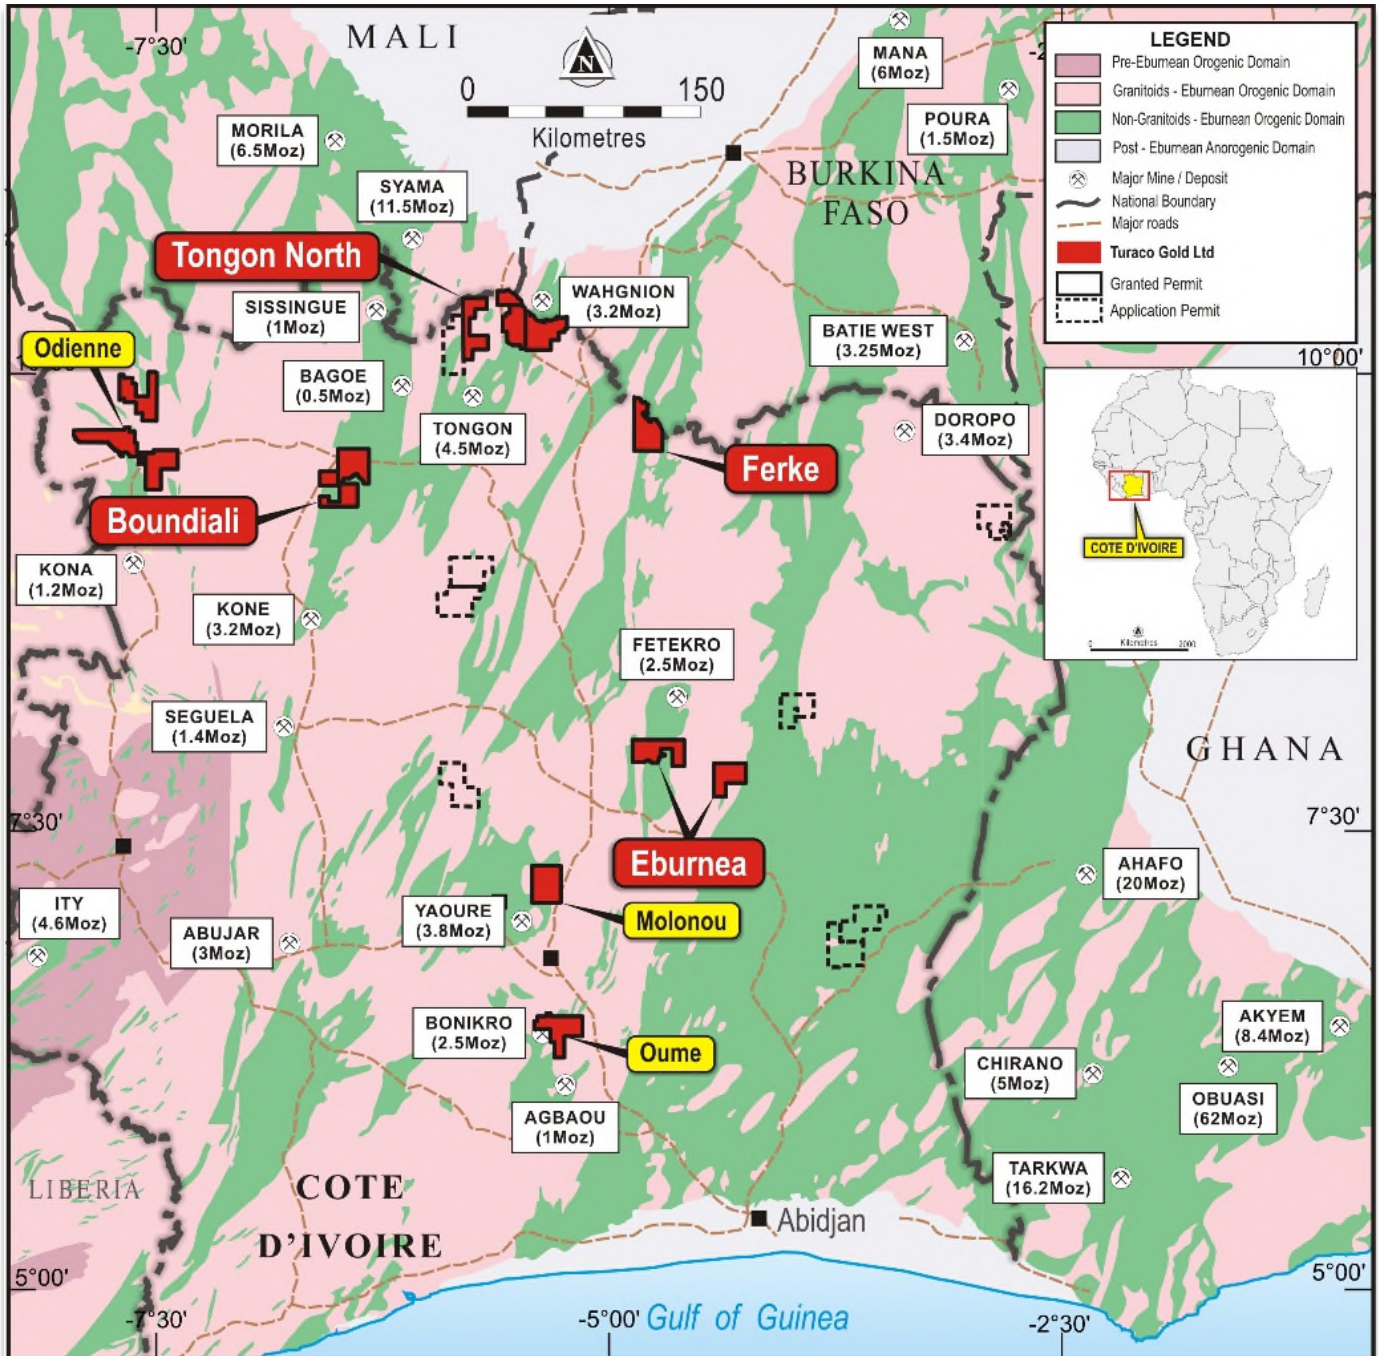 -7°30'
MALI
N
0 150
Kilometres
MANA
(6Moz)
POURA
(1.5Moz)
LEGEND
Pre-Eburnean Orogenic Domain
Granitoids - Eburnean Orogenic Domain
Non-Granitoids - Eburnean Orogenic Domain
Post - Eburnean Anorogenic Domain
Major Mine / Deposit
National Boundary
Major roads
Turaco Gold Ltd
Granted Permit
Application Permit
MORILA
(6.5Moz)
SYAMA
(11.5Moz)
BURKINA
FASO
Tongon North
SISSINGUE
(1Moz)
WAHGNION
(3.2Moz)
BATIE WEST
(3.25Moz)
10°00'
Odienne
BAGOE
(0.5Moz)
TONGON
(4.5Moz)
DOROPO
(3.4Moz)
Ferke
Boundiali
COTE D'IVOIRE
N
0 Kilometres 2000
KONA
(1.2Moz)
KONE
(3.2Moz)
FETEKRO
(2.5Moz)
SEGUELA
(1.4Moz)
GHANA
7°30'
7°30'
Eburnea
AHAFO
(20Moz)
ITY
(4.6Moz)
ABUJAR
(3Moz)
YAOURE
(3.8Moz)
Molonou
BONIKRO
(2.5Moz)
Oume
AKYEM
(8.4Moz)
CHIRANO
(5Moz)
OBUASI
(62Moz)
AGBAOU
(1Moz)
TARKWA
(16.2Moz)
LIBERIA
COTE
D'IVOIRE
Abidjan
5°00'
5°00'
-7°30'
-5°00'
Gulf of Guinea
-2°30'